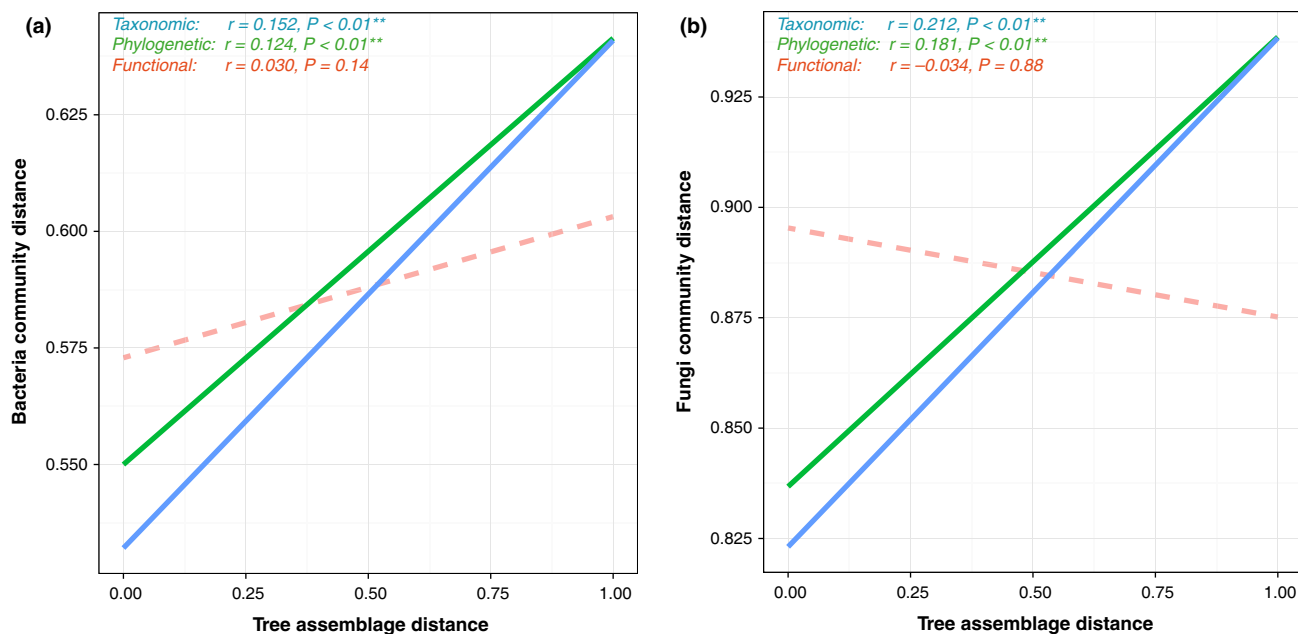 (a)
Taxonomic: r = 0.152, P < 0.01**
Phylogenetic: r = 0.124, P < 0.01**
Functional: r = 0.030, P = 0.14
0.625
0.600
0.575
0.550
Bacteria community distance
0.00 0.25 0.50 0.75 1.00
Tree assemblage distance
(b)
Taxonomic: r = 0.212, P < 0.01**
Phylogenetic: r = 0.181, P < 0.01**
Functional: r = –0.034, P = 0.88
0.925
0.900
0.875
0.850
0.825
Fungi community distance
0.00 0.25 0.50 0.75 1.00
Tree assemblage distance